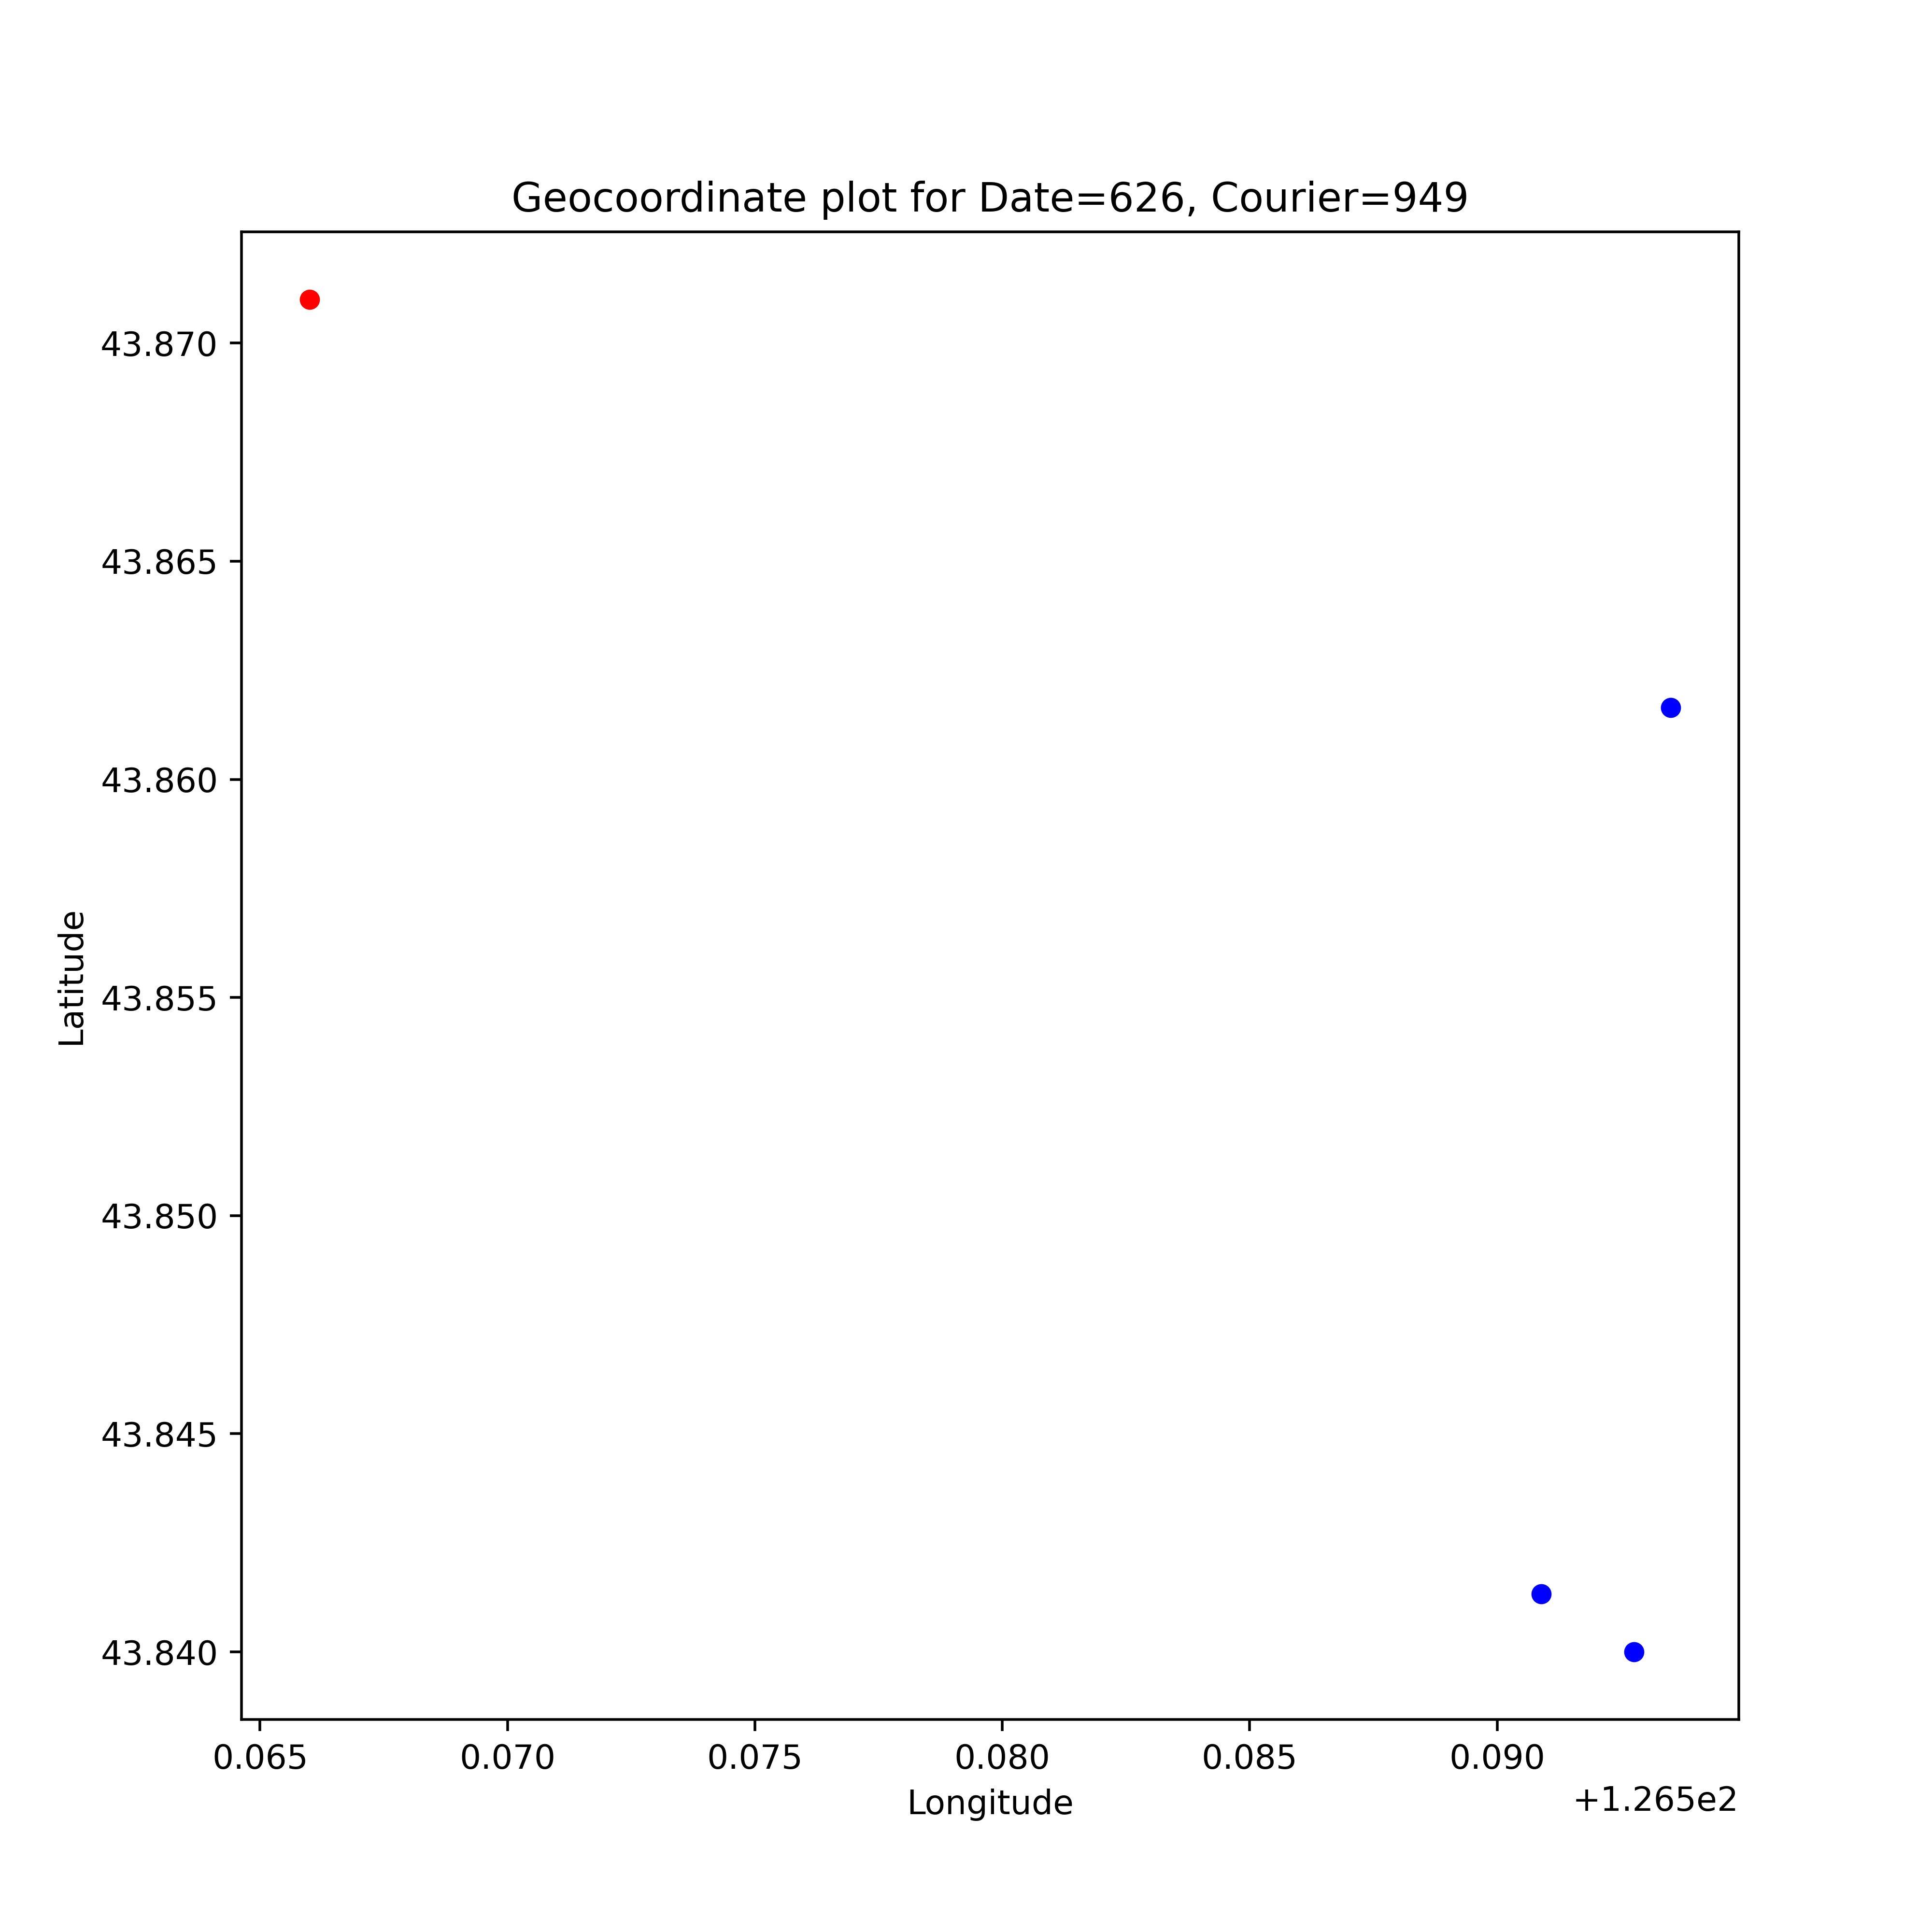 Geocoordinate plot for Date=626, Courier=949
43.870
43.865
43.860
43.855
43.850
43.845
43.840
Latitude
0.065 0.070 0.075 0.080 0.085 0.090
Longitude
+1.265e2